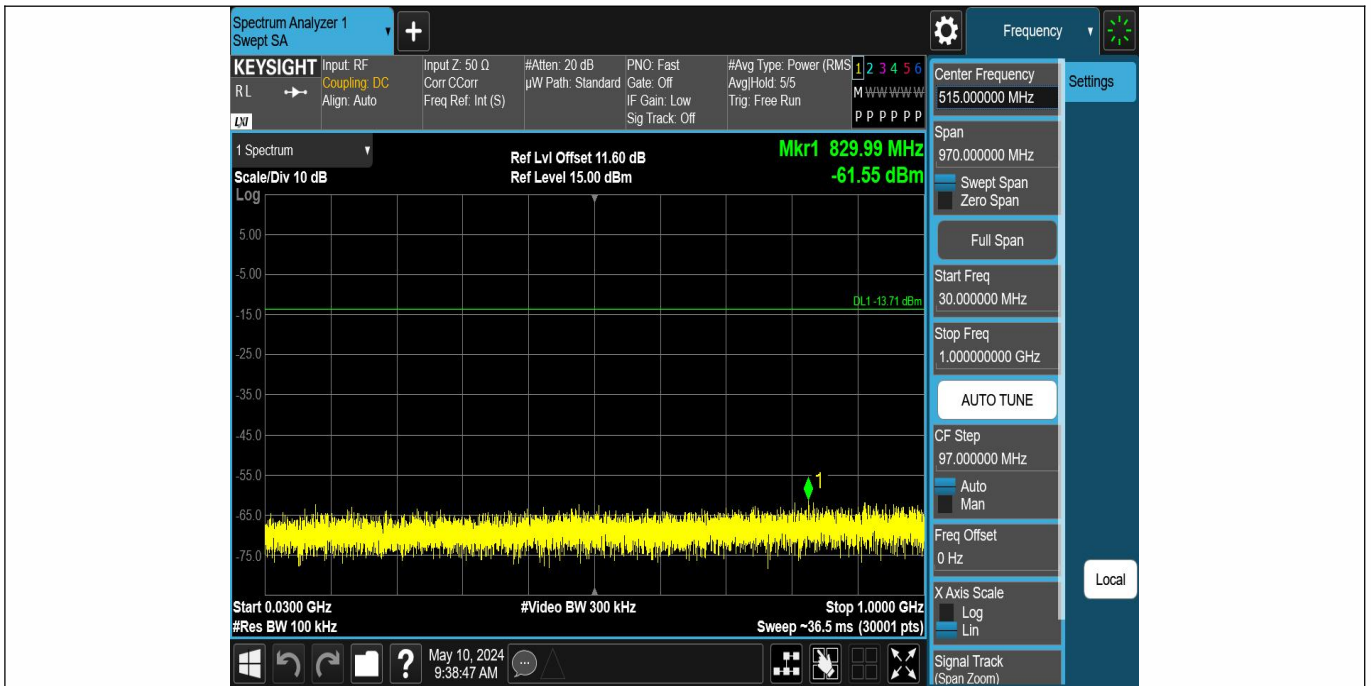 Spectrum Analyzer 1
Swept SA
+
Frequency
KEYSIGHT
RL
LXI
Input: RF
Coupling: DC
Align: Auto
Input Z: 50 Ω
Corr CCorr
Freq Ref: Int (S)
#Atten: 20 dB
µW Path: Standard
PNO: Fast
Gate: Off
IF Gain: Low
Sig Track: Off
#Avg Type: Power (RMS
Avg|Hold: 5/5
Trig: Free Run
1 2 3 4 5 6
M W W W W W
P P P P P P
1 Spectrum
Scale/Div 10 dB
Ref Lvl Offset 11.60 dB
Ref Level 15.00 dBm
Mkr1 829.99 MHz
-61.55 dBm
Log
5.00
-5.00
DL1 -13.71 dBm
-15.0
-25.0
-35.0
-45.0
-55.0
1
-65.0
-75.0
Start 0.0300 GHz
#Res BW 100 kHz
#Video BW 300 kHz
Stop 1.0000 GHz
Sweep ~36.5 ms (30001 pts)
Center Frequency
515.000000 MHz
Settings
Span
970.000000 MHz
Swept Span
Zero Span
Full Span
Start Freq
30.000000 MHz
Stop Freq
1.000000000 GHz
AUTO TUNE
CF Step
97.000000 MHz
Auto
Man
Freq Offset
0 Hz
Local
X Axis Scale
Log
Lin
Signal Track
(Span Zoom)
?
May 10, 2024
9:38:47 AM